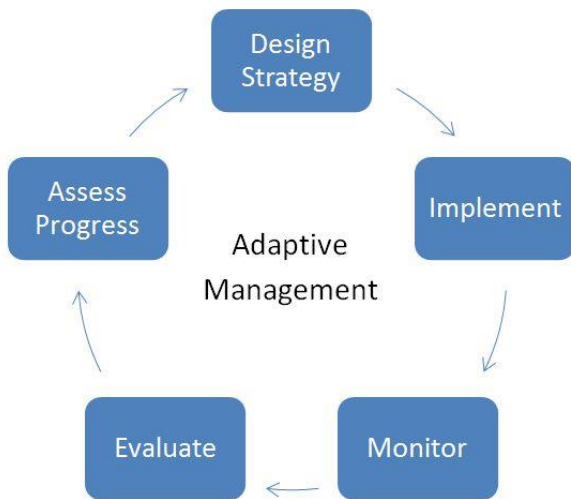 Design
Strategy
Implement
Monitor
Evaluate
Assess
Progress
Adaptive
Management